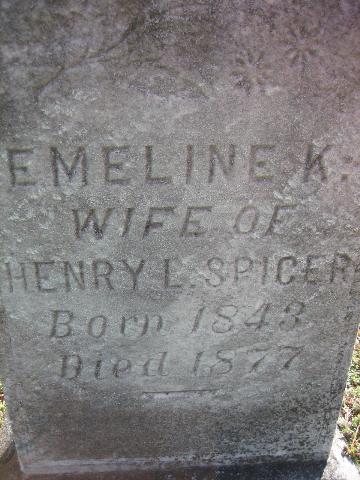 EMELINE K.
WIFE OF
HENRY L. SPICER
Born 1843
Died 1877